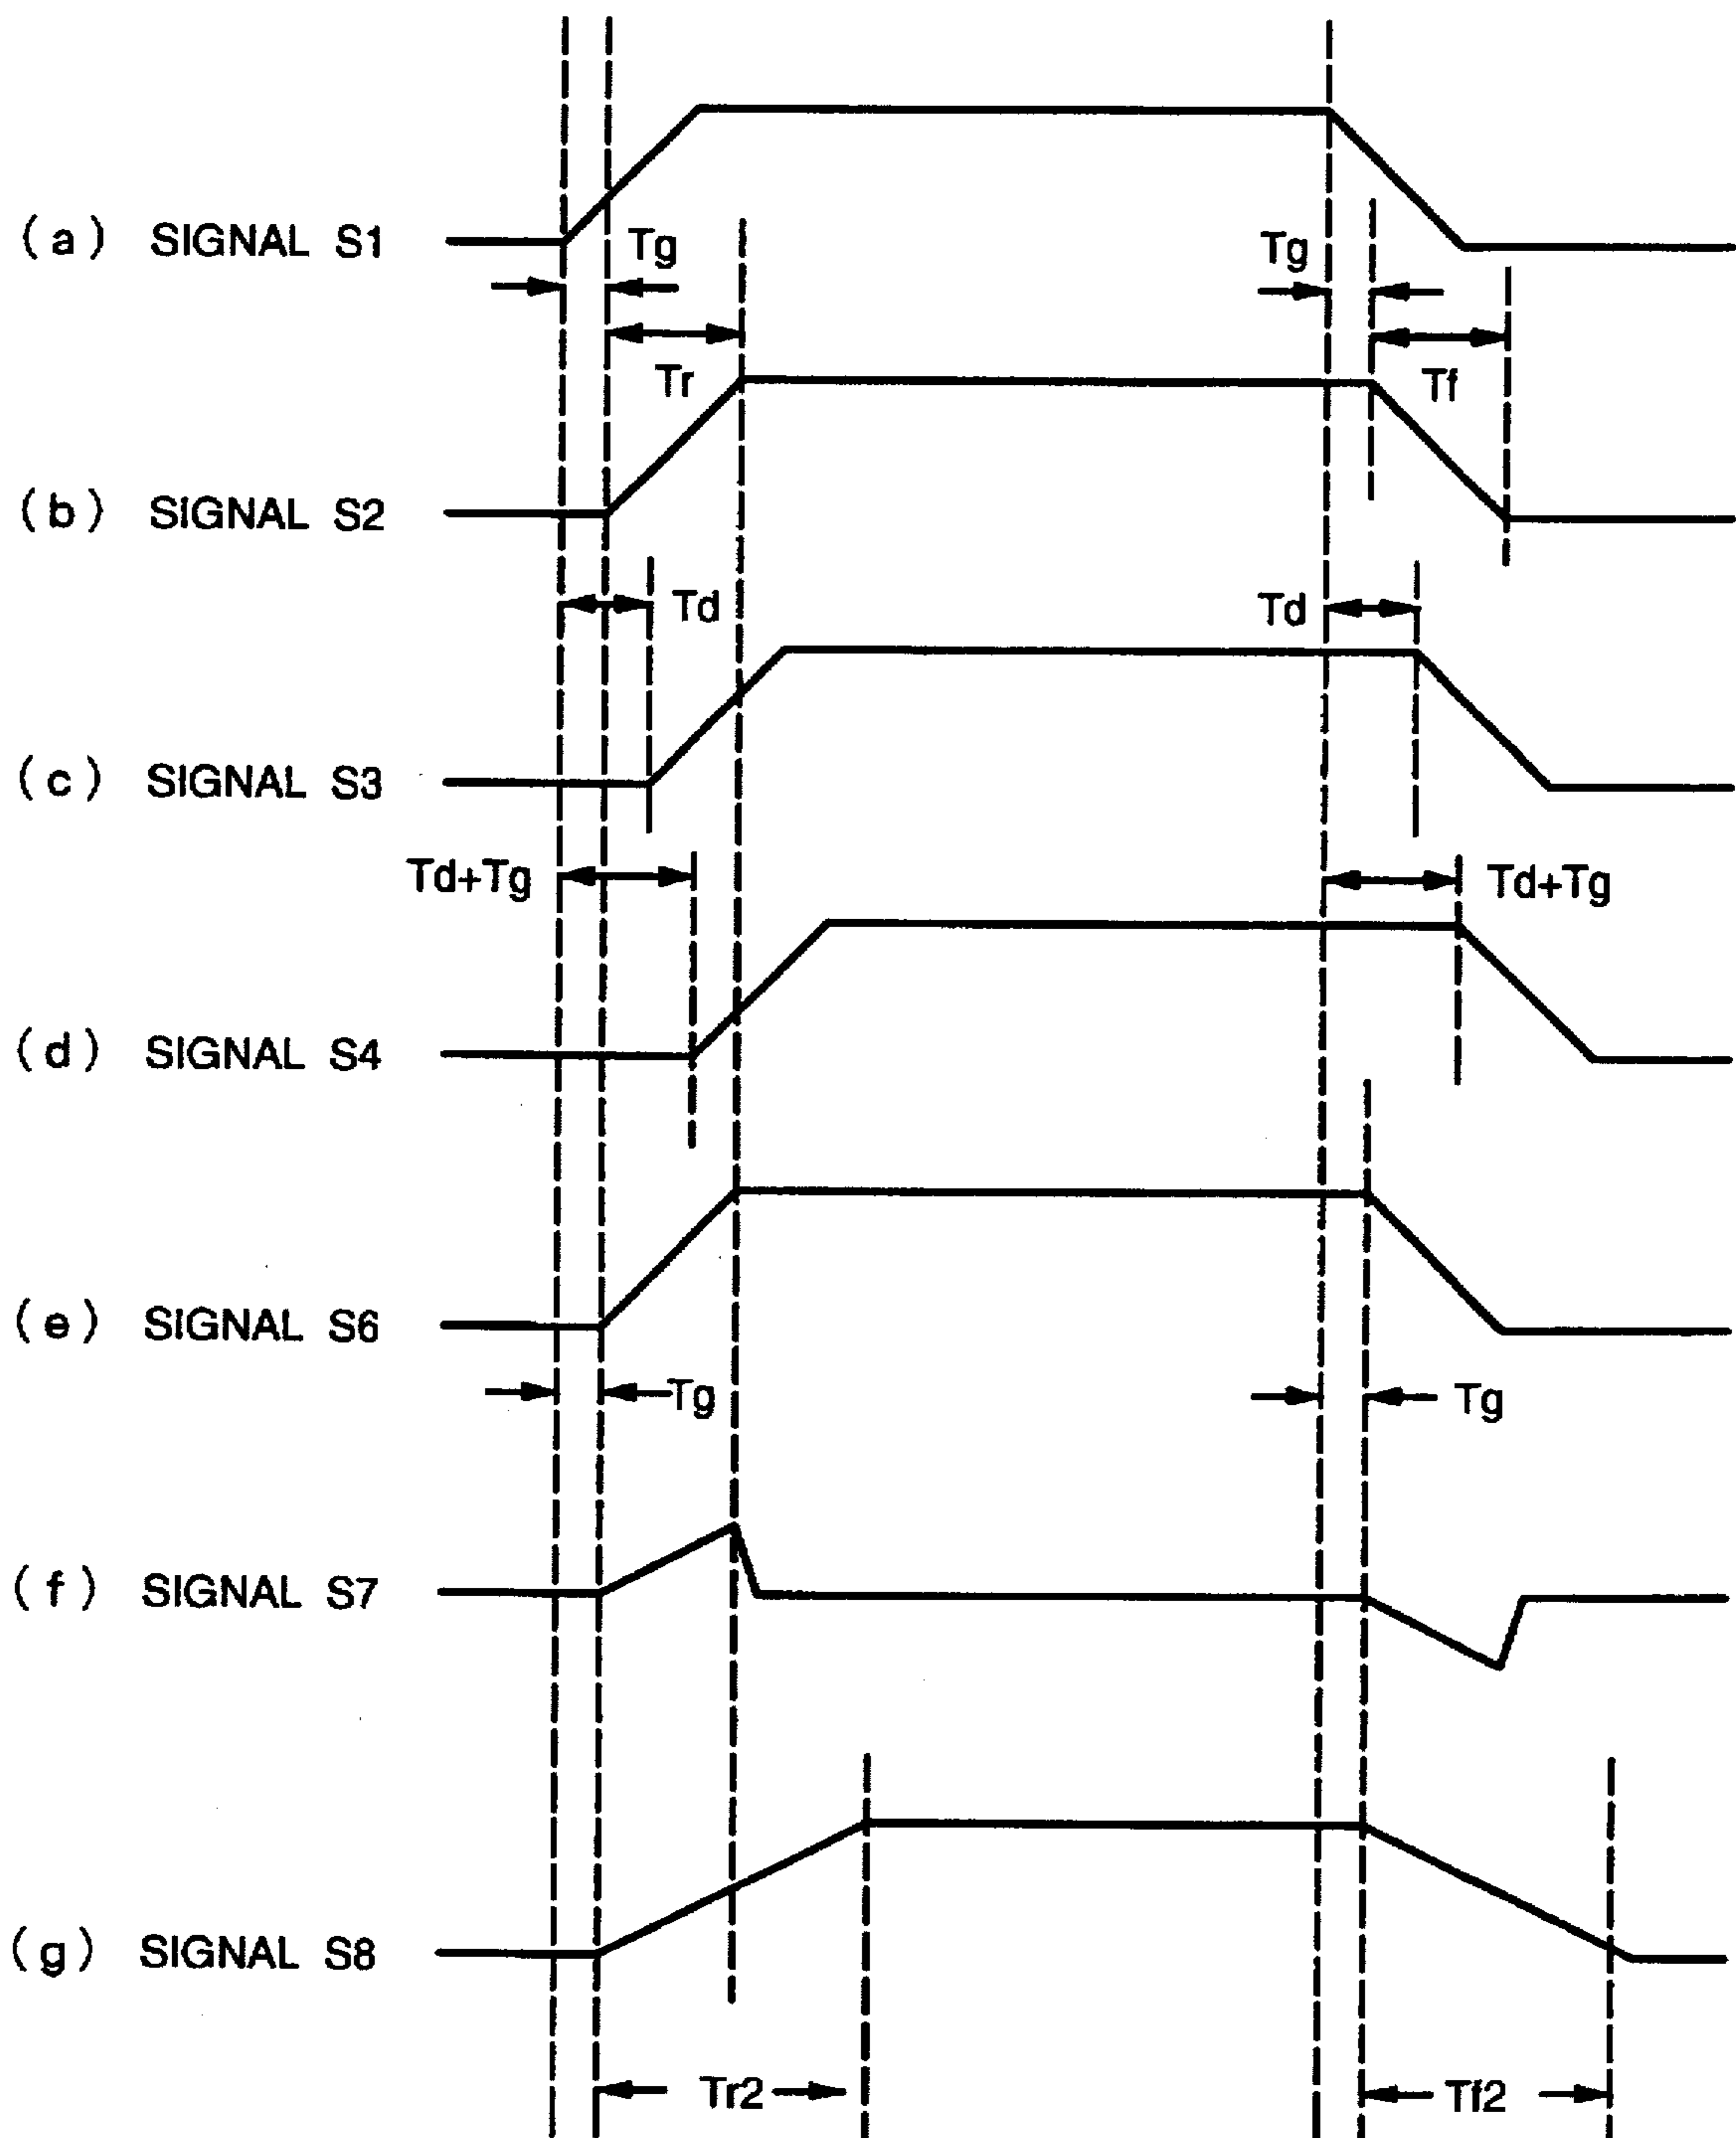 (a) SIGNAL S1
Tg
Tg
Tr
Tf
(b) SIGNAL S2
Td
Td
(c) SIGNAL S3
Td+Tg
Td+Tg
(d) SIGNAL S4
(e) SIGNAL S6
Tg
Tg
(f) SIGNAL S7
(g) SIGNAL S8
Tr2
Tf2